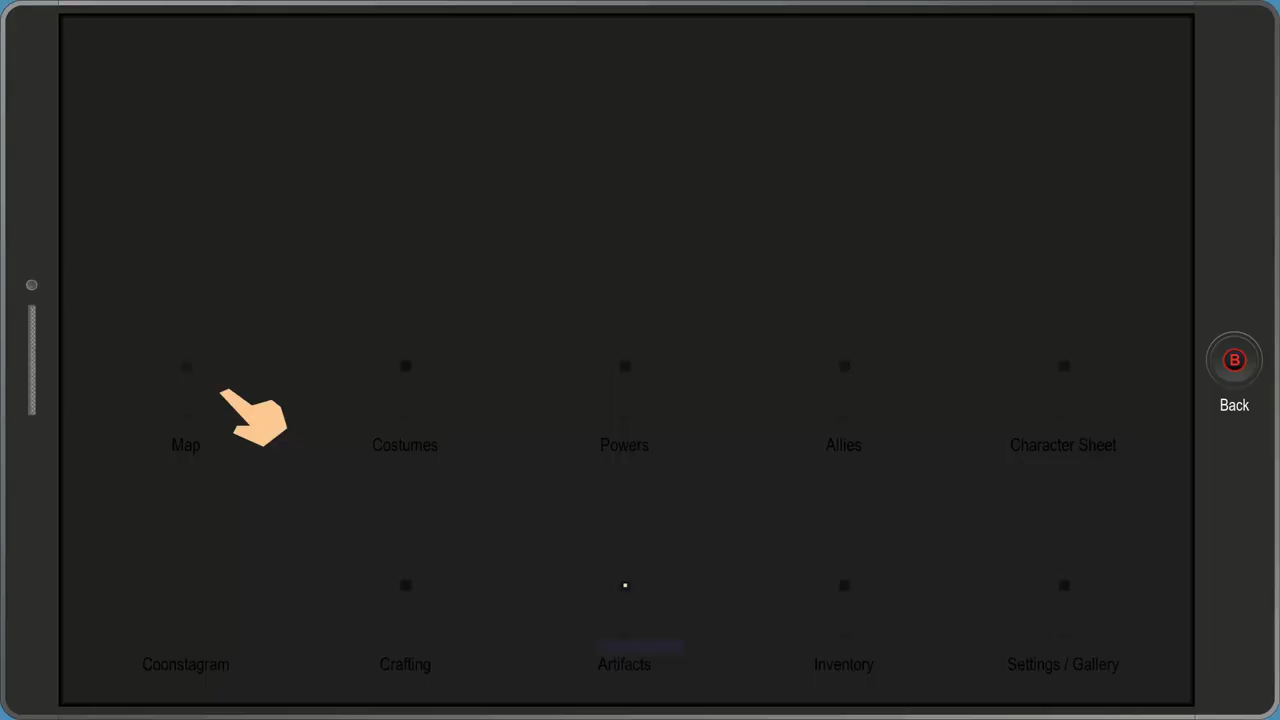 B
Back
Map Costumes Powers Allies Character Sheet
Coonstagram Crafting Artifacts Inventory Settings / Gallery